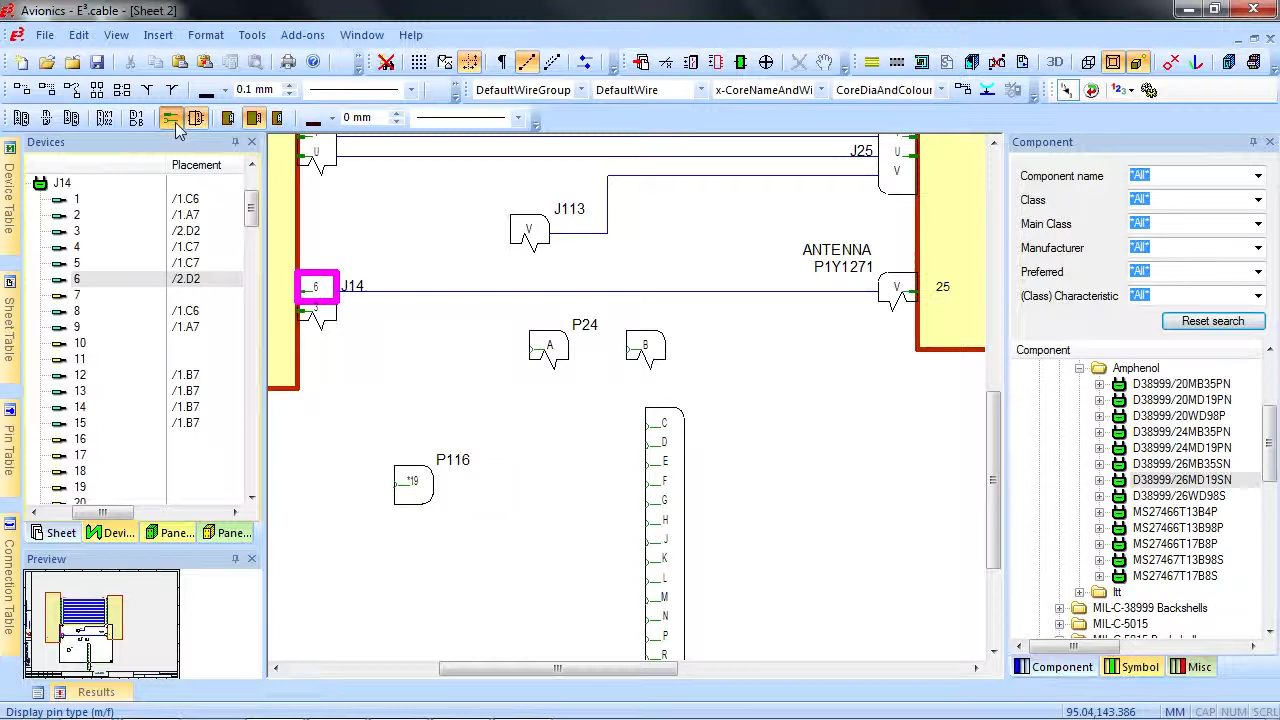 Avionics - E³.cable - [Sheet 2]
File Edit View Insert Format Tools Add-ons Window Help
3D
0.1 mm DefaultWireGroup DefaultWire x-CoreNameAndWi CoreDiaAndColour 123
0 mm
Devices
Placement
J14
1 /1.C6
2 /1.A7
3 /2.D2
4 /1.C7
5 /1.C7
6 /2.D2
7
8 /1.C6
9 /1.A7
10
11
12 /1.B7
13 /1.B7
14 /1.B7
15 /1.B7
16
17
18
19
20
Sheet Devi... Pane... Pane...
Preview
Device Table
Sheet Table
Pin Table
Connection Table
U
J25
U
V
J113
V
ANTENNA
P1Y1271
6
J14
V
25
P24
A
B
C
D
E
F
G
H
J
K
L
M
N
P
R
P116
*19
Component
Component name *All*
Class *All*
Main Class *All*
Manufacturer *All*
Preferred *All*
(Class) Characteristic *All*
Reset search
Component
Amphenol
D38999/20MB35PN
D38999/20MD19PN
D38999/20WD98P
D38999/24MB35PN
D38999/24MD19PN
D38999/26MB35SN
D38999/26MD19SN
D38999/26WD98S
MS27466T13B4P
MS27466T13B98P
MS27466T17B8P
MS27467T13B98S
MS27467T17B8S
Itt
MIL-C-38999 Backshells
MIL-C-5015
Component Symbol Misc
Results
Display pin type (m/f) 95.04,143.386 MM CAP NUM SCRL